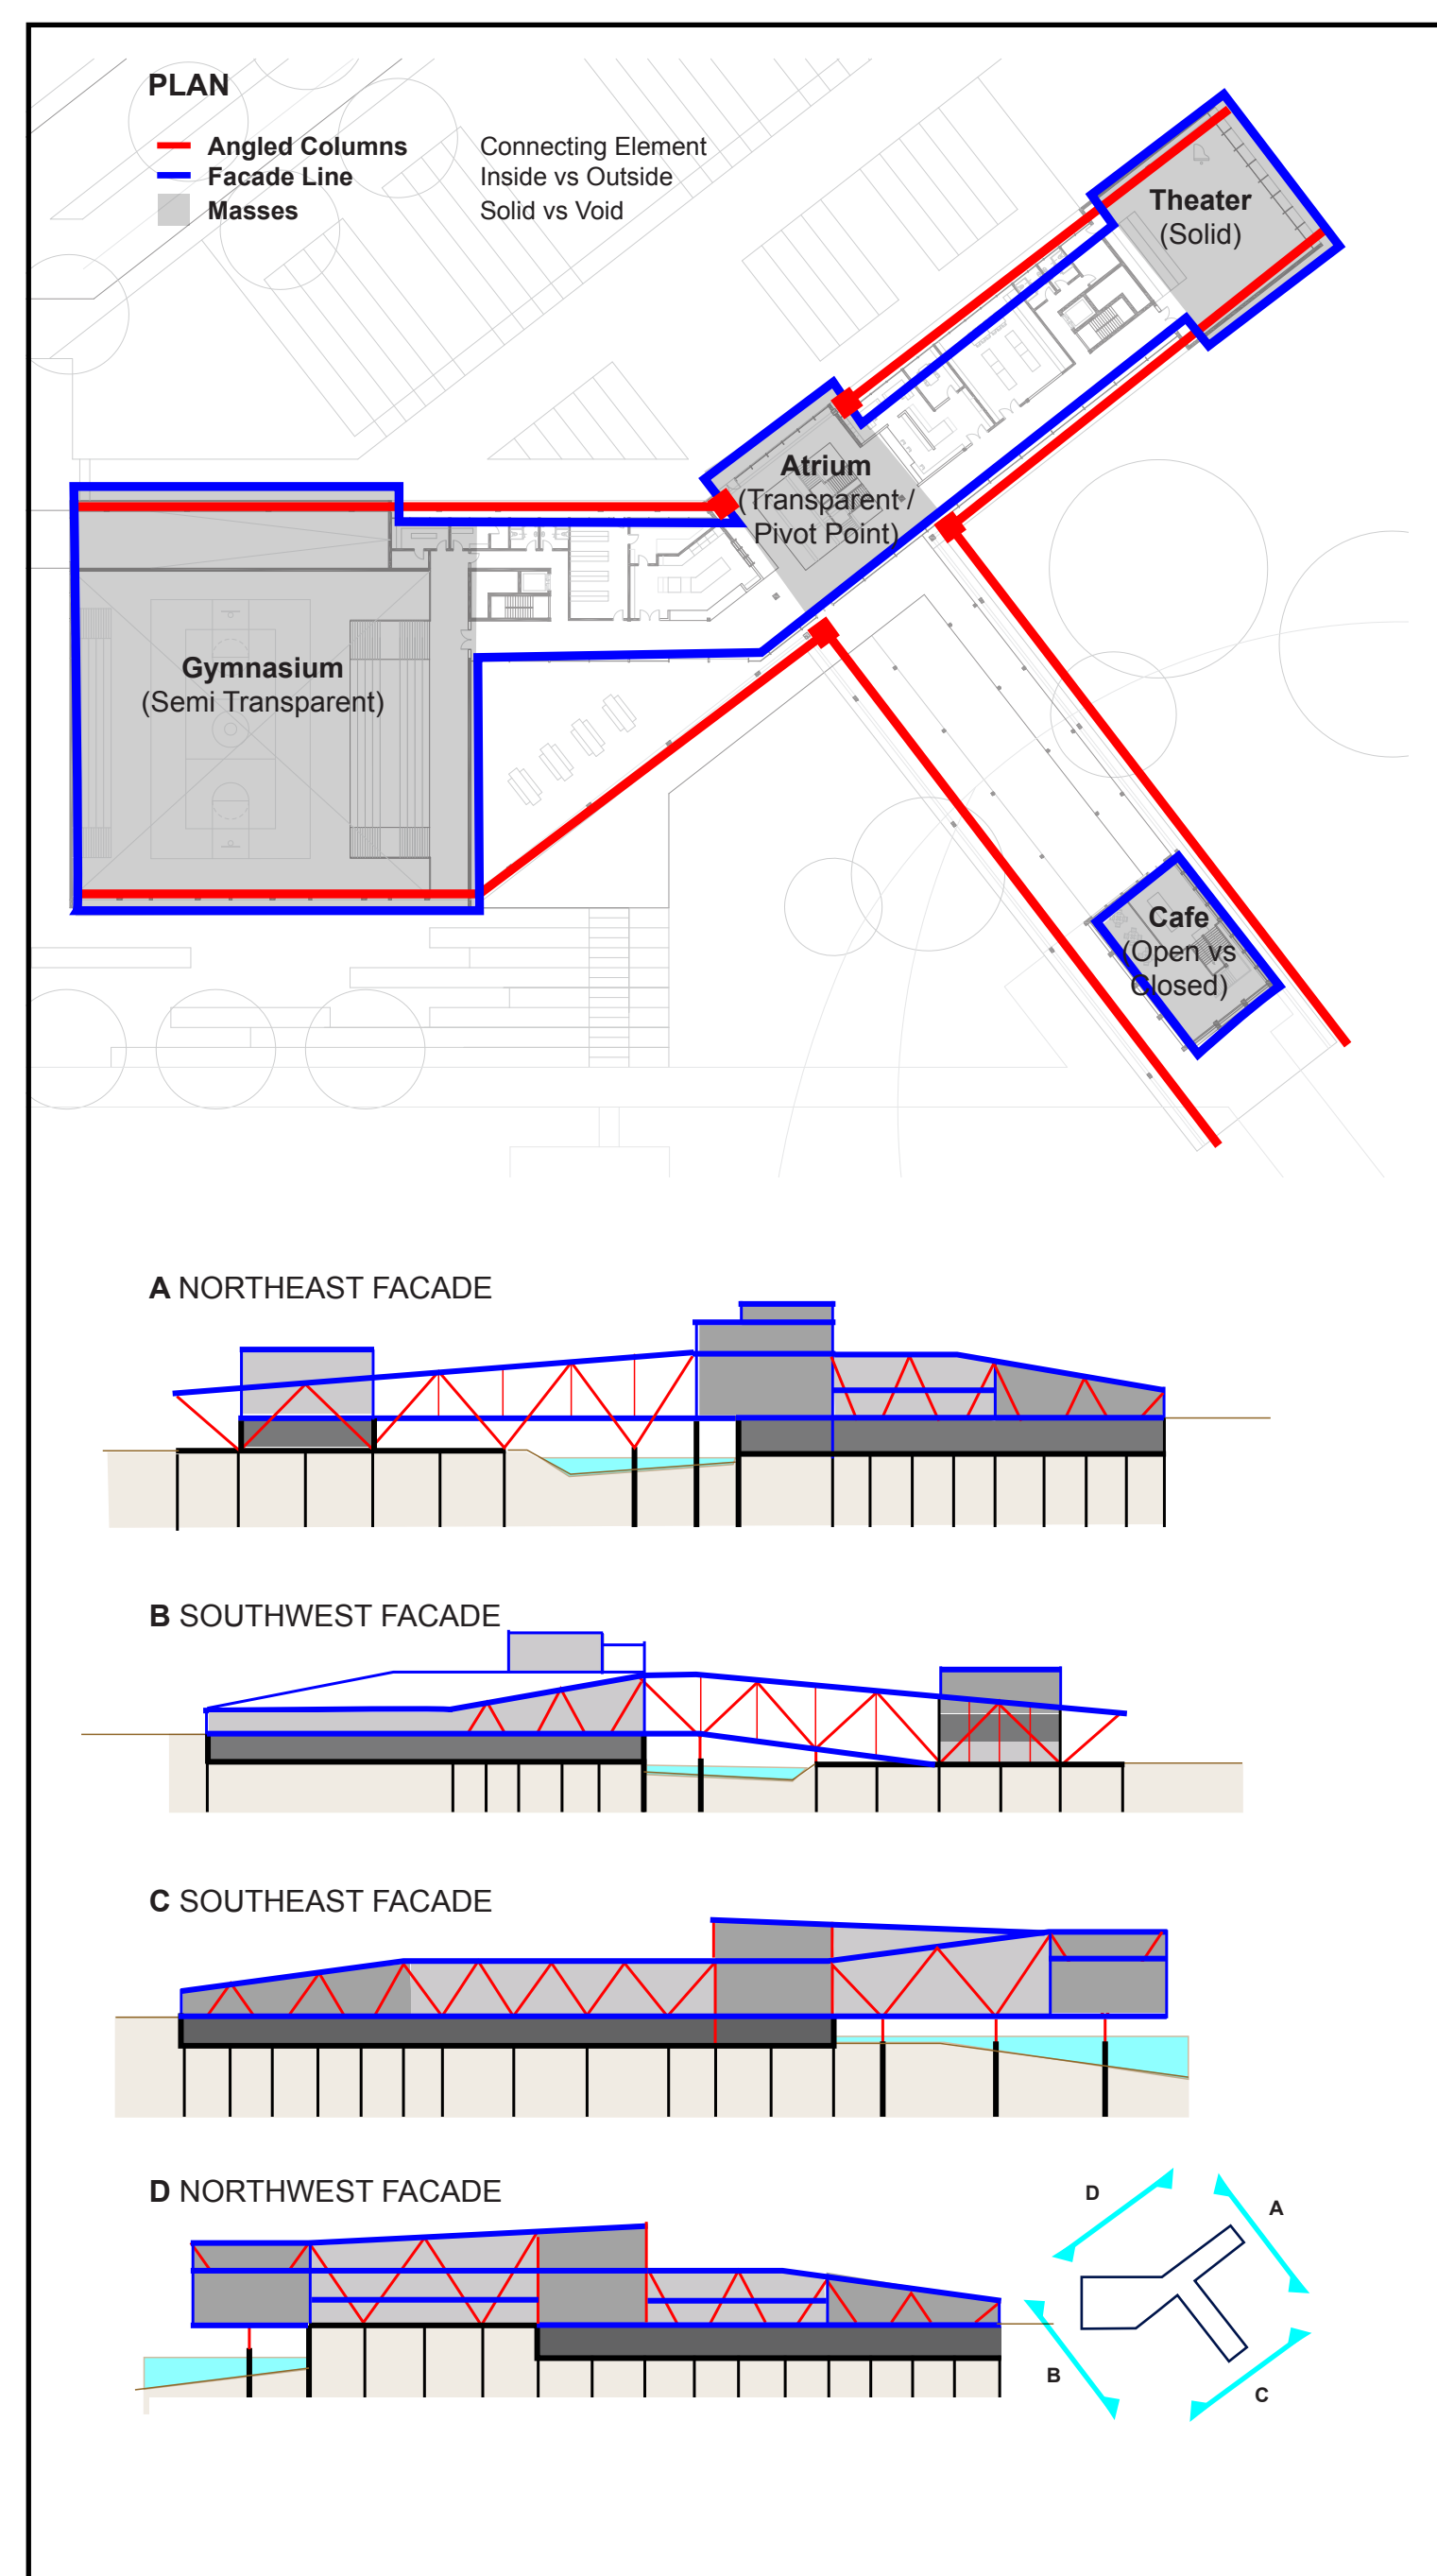 PLAN
Angled Columns Connecting Element
Facade Line Inside vs Outside
Masses Solid vs Void
Theater
(Solid)
Atrium
(Transparent /
Pivot Point)
Gymnasium
(Semi Transparent)
Cafe
(Open vs
Closed)
A NORTHEAST FACADE
B SOUTHWEST FACADE
C SOUTHEAST FACADE
D NORTHWEST FACADE
D
A
B
C